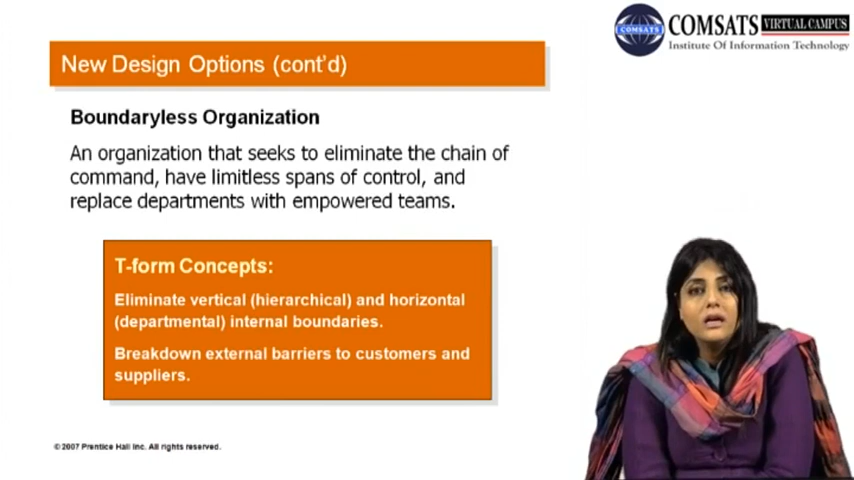 COMSATS VIRTUAL CAMPUS
COMSATS
Institute Of Information Technology
New Design Options (cont'd)
Boundaryless Organization
An organization that seeks to eliminate the chain of
command, have limitless spans of control, and
replace departments with empowered teams.
T-form Concepts:
Eliminate vertical (hierarchical) and horizontal
(departmental) internal boundaries.
Breakdown external barriers to customers and
suppliers.
© 2007 Prentice Hall Inc. All rights reserved.